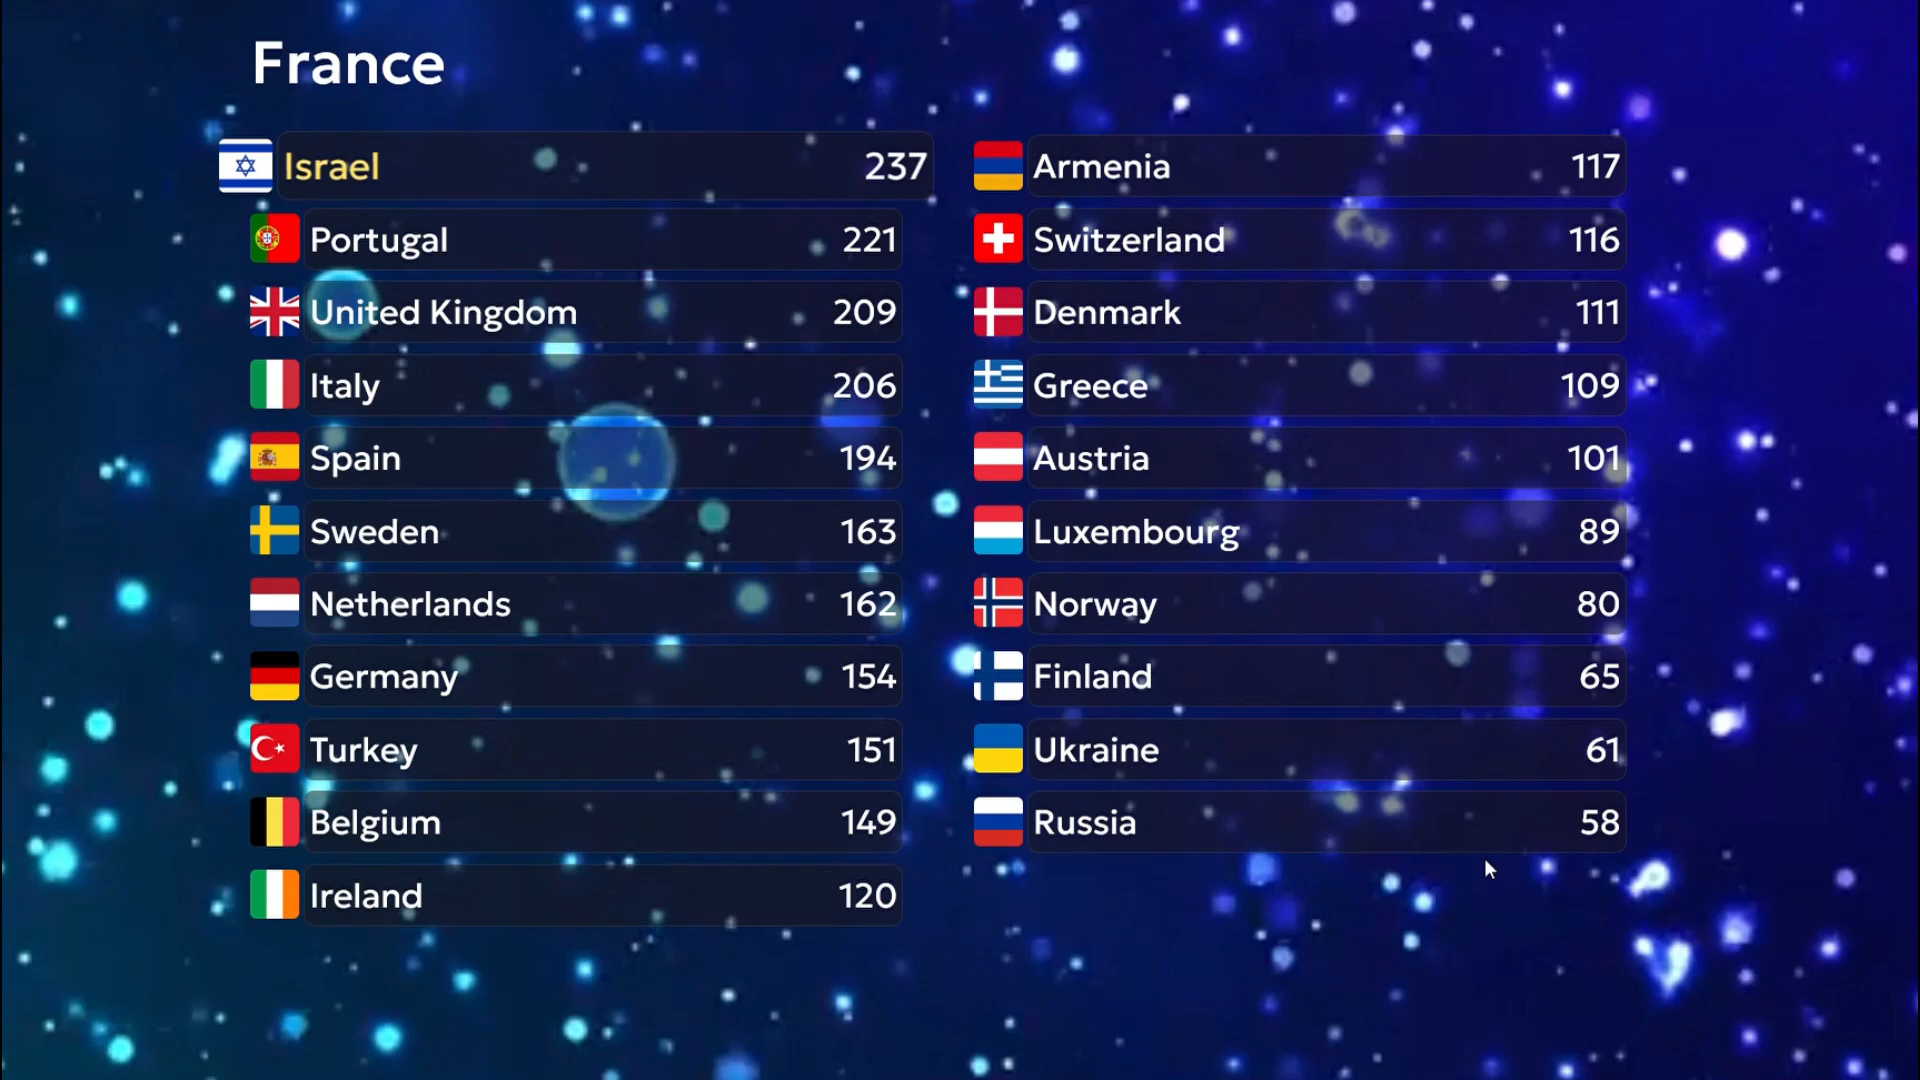 France
Israel 237
Portugal 221
United Kingdom 209
Italy 206
Spain 194
Sweden 163
Netherlands 162
Germany 154
Turkey 151
Belgium 149
Ireland 120
Armenia 117
Switzerland 116
Denmark 111
Greece 109
Austria 101
Luxembourg 89
Norway 80
Finland 65
Ukraine 61
Russia 58